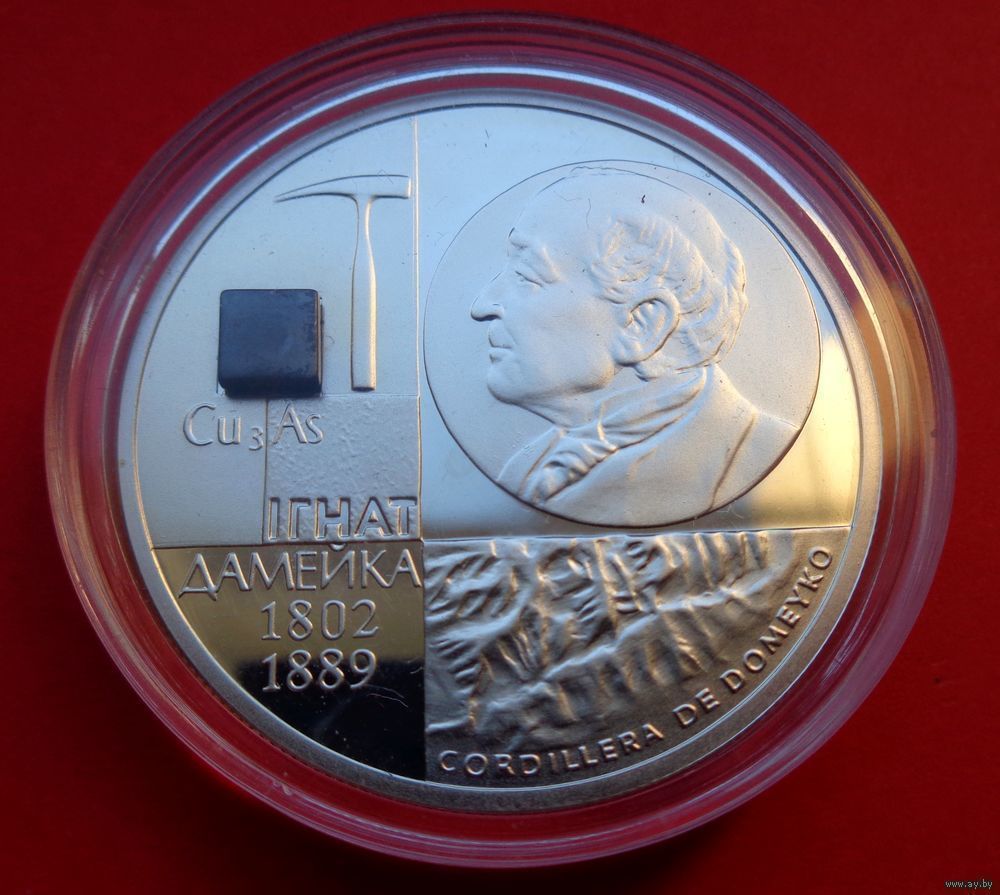 Cu₃As
ІГНАТ
ДАМЕЙКА
1802
1889
CORDILLERA DE DOMEYKO
www.ay.by